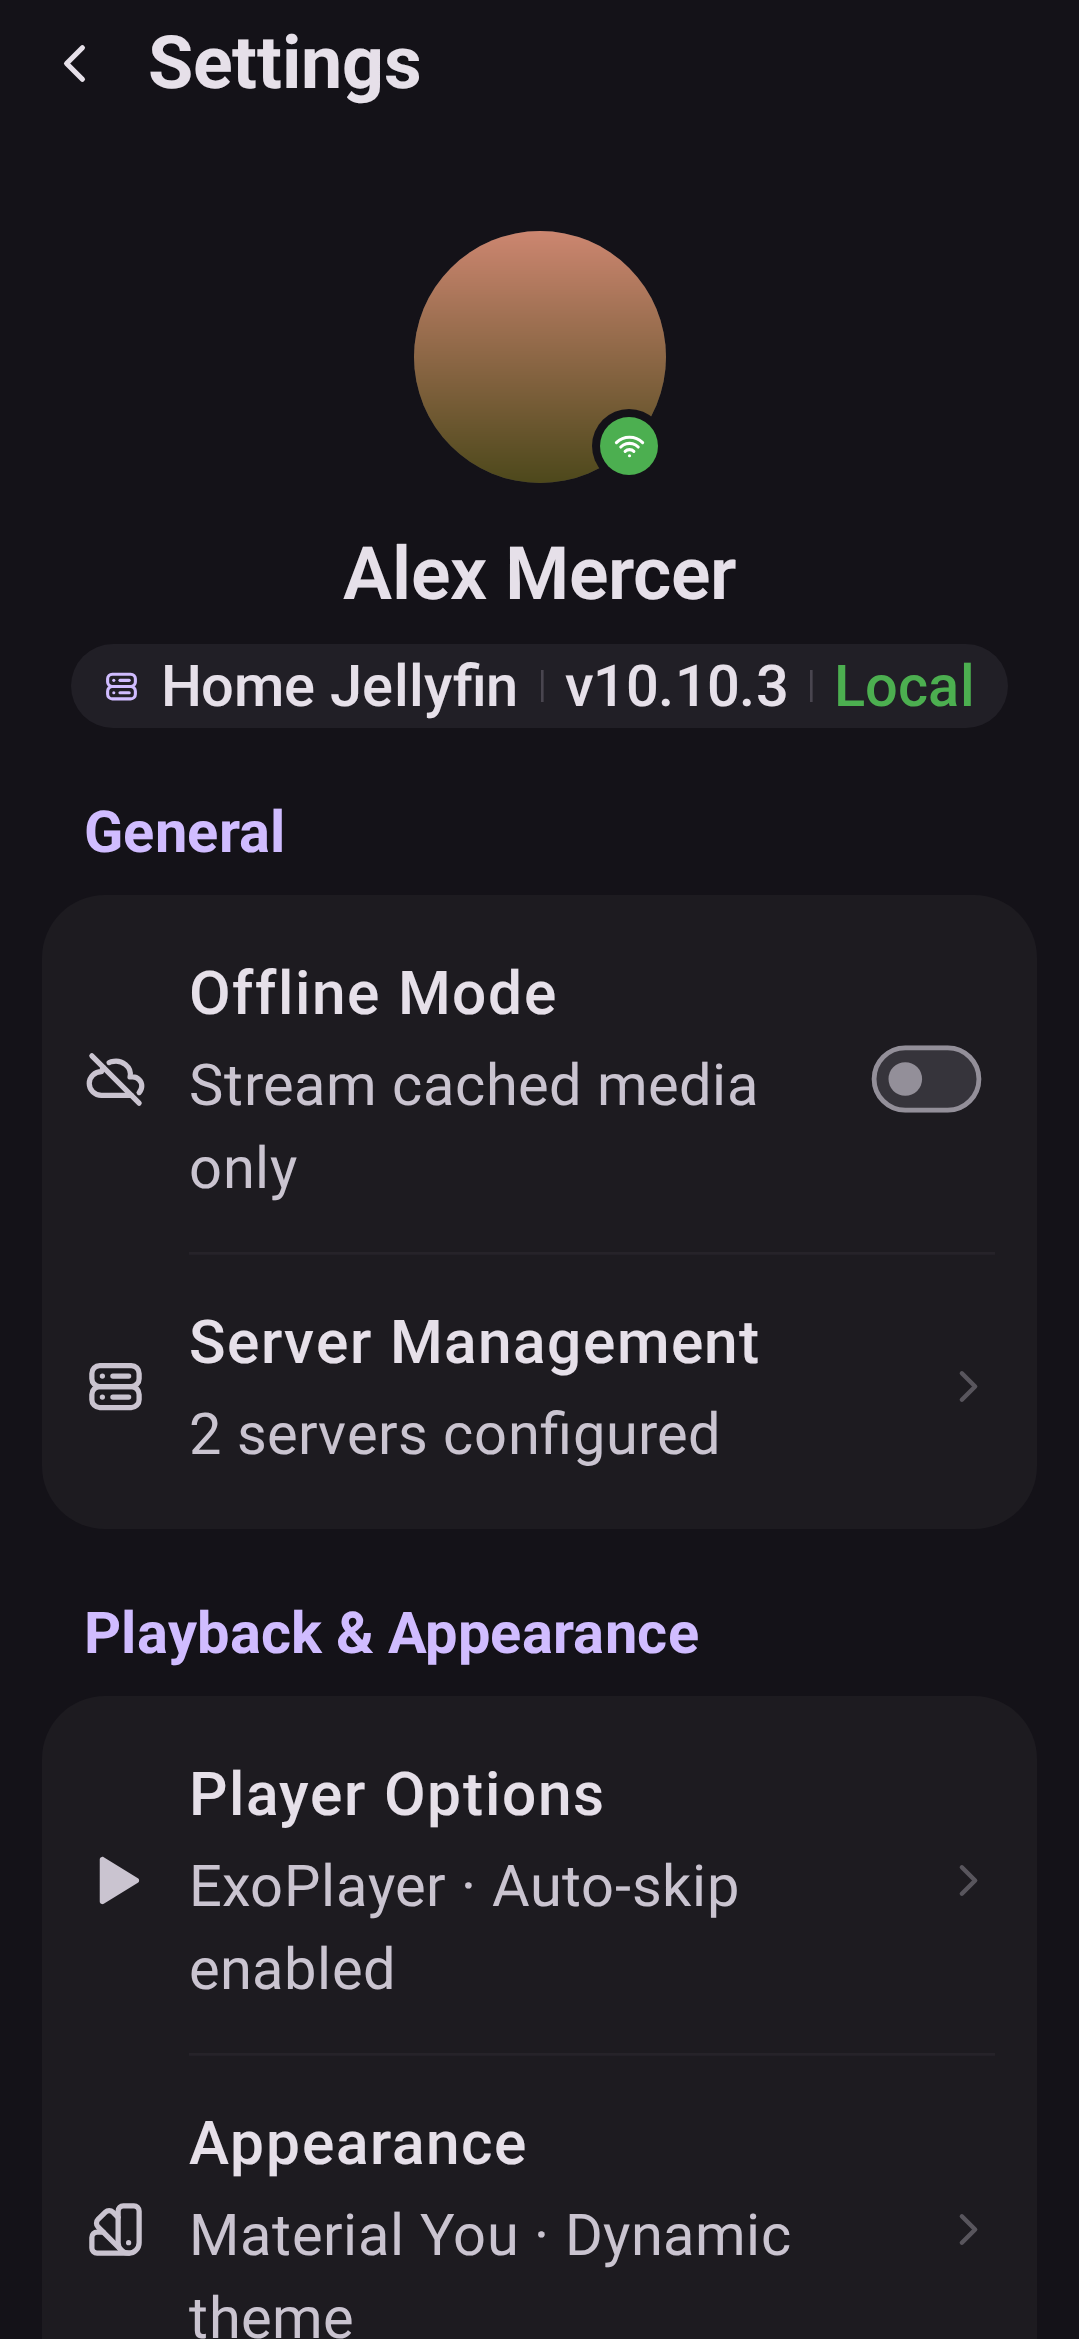 Settings
Alex Mercer
Home Jellyfin | v10.10.3 | Local
General
Offline Mode
Stream cached media
only
Server Management
2 servers configured
Playback & Appearance
Player Options
ExoPlayer · Auto-skip
enabled
Appearance
Material You · Dynamic
theme